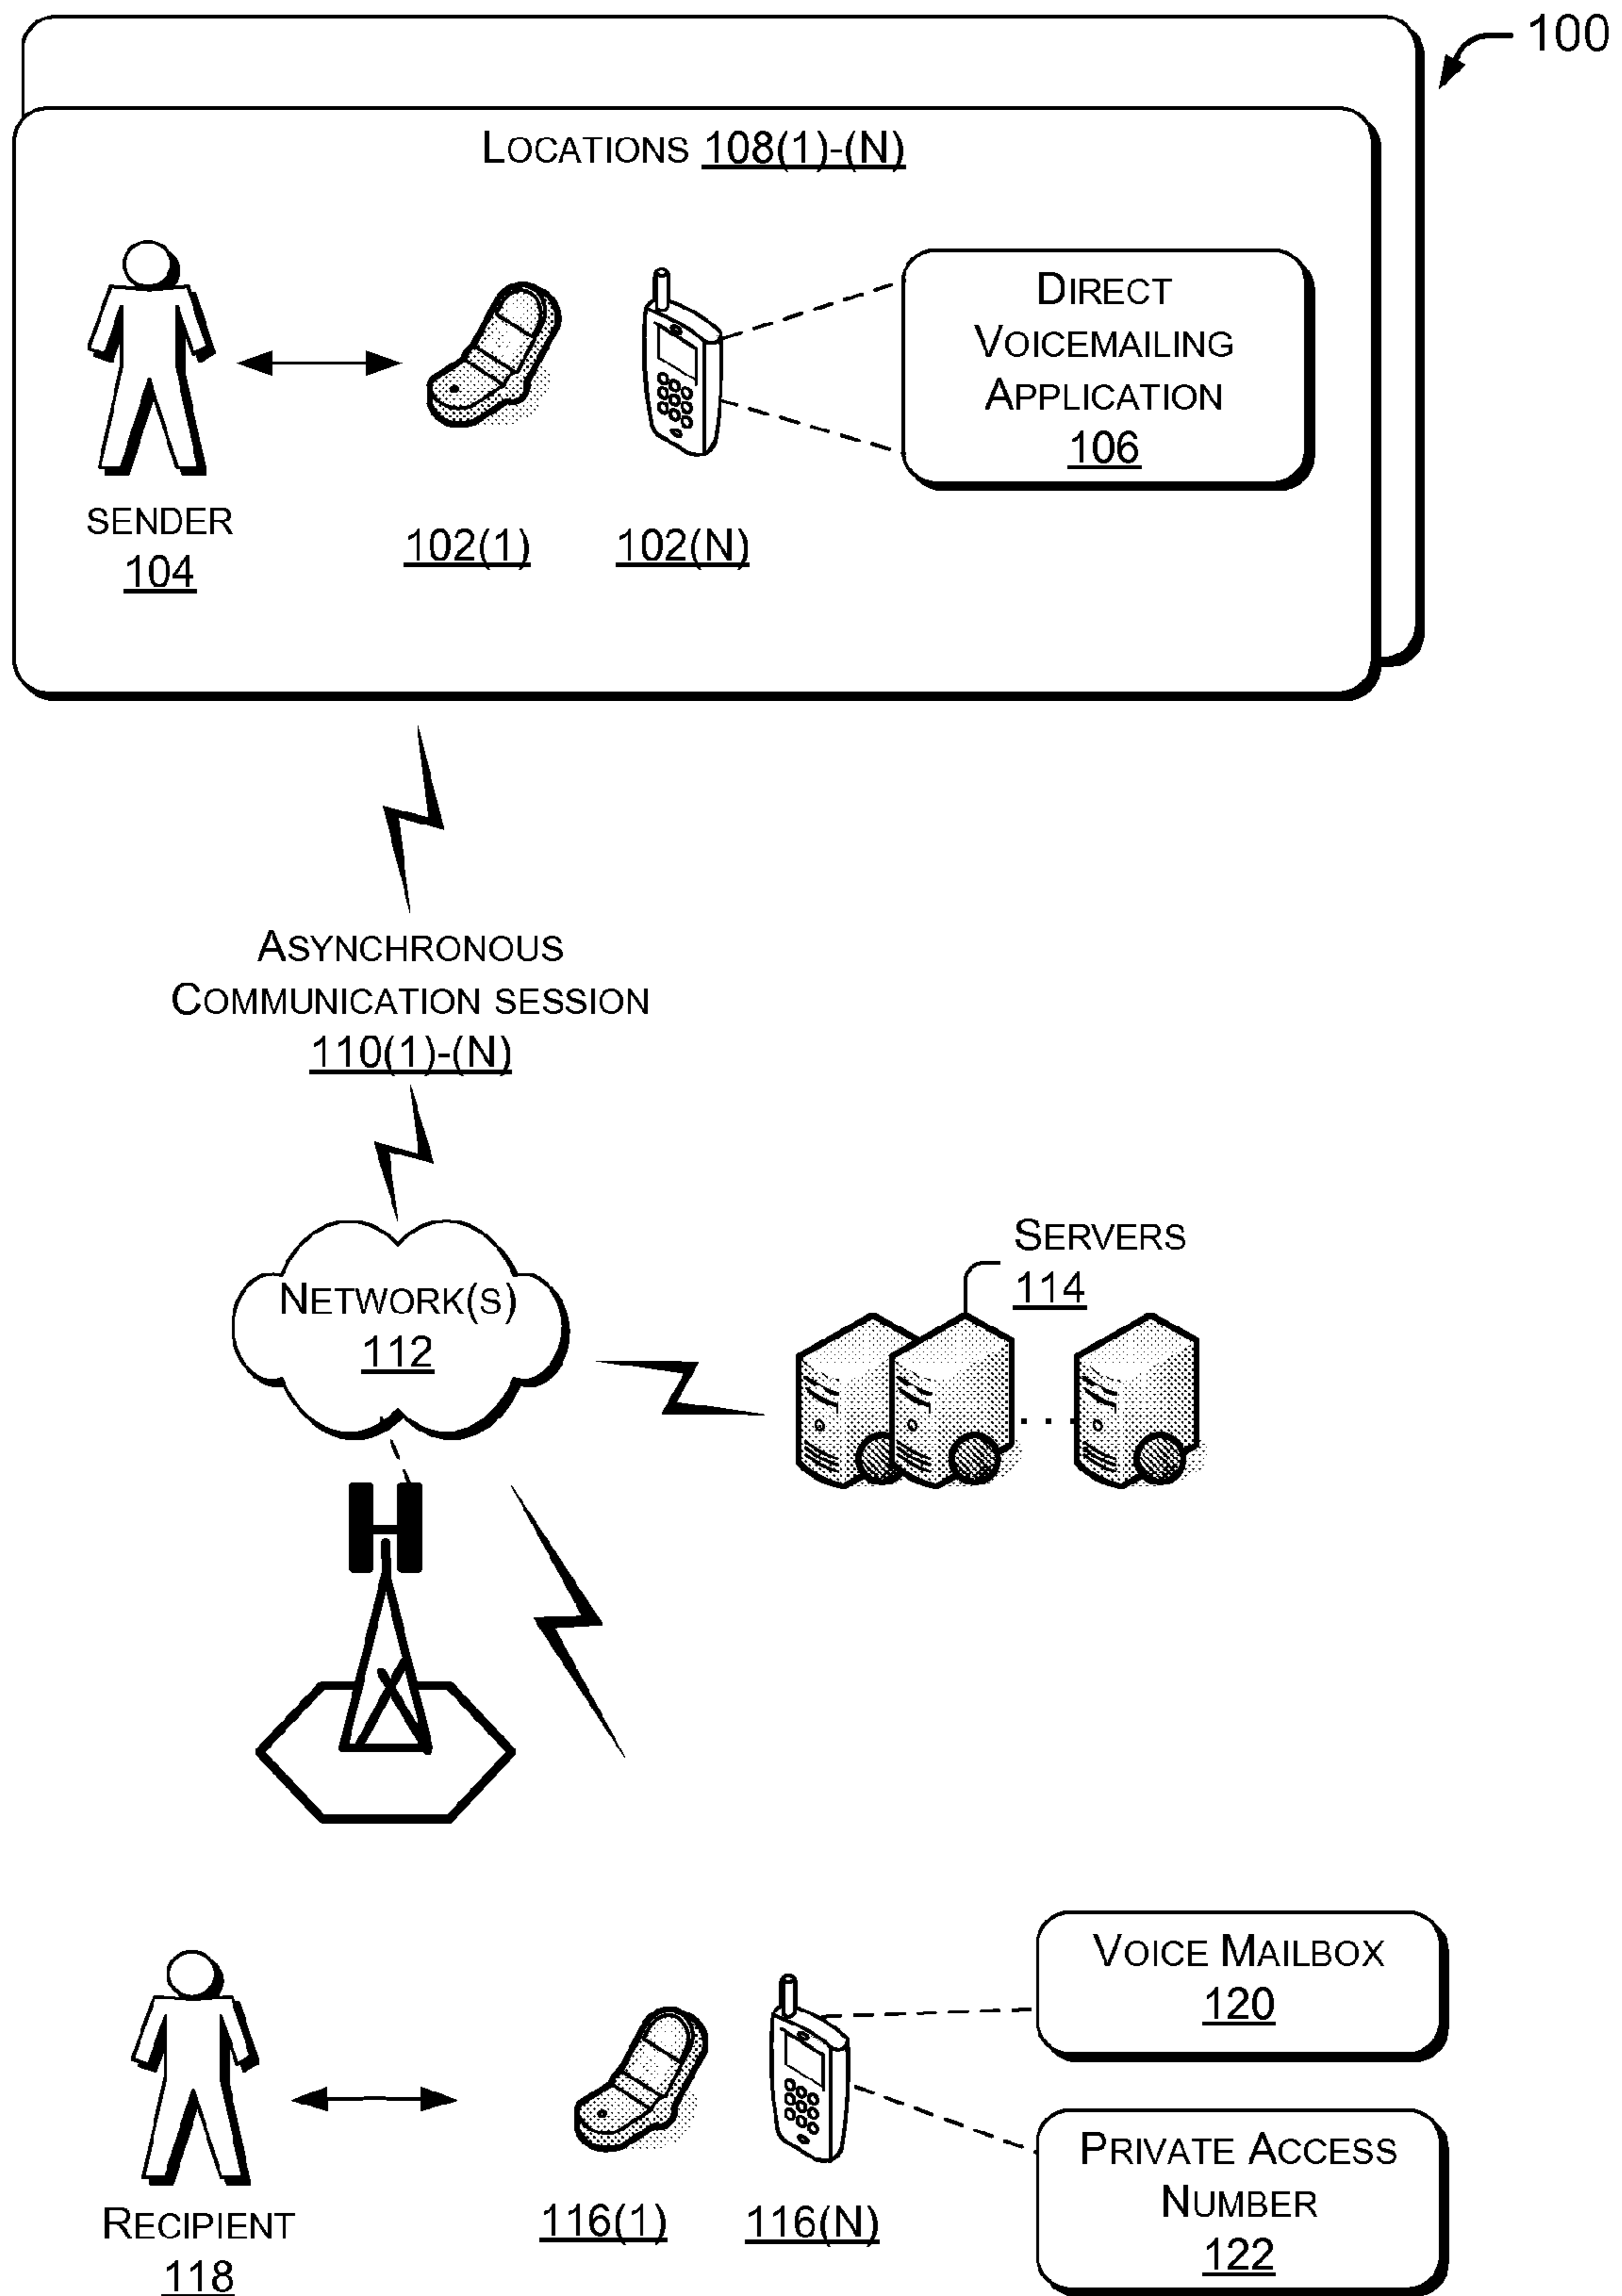 100
LOCATIONS 108(1)-(N)
DIRECT
VOICEMAILING
APPLICATION
106
SENDER
104
102(1)
102(N)
ASYNCHRONOUS
COMMUNICATION SESSION
110(1)-(N)
NETWORK(S)
112
SERVERS
114
VOICE MAILBOX
120
PRIVATE ACCESS
NUMBER
122
RECIPIENT
118
116(1)
116(N)